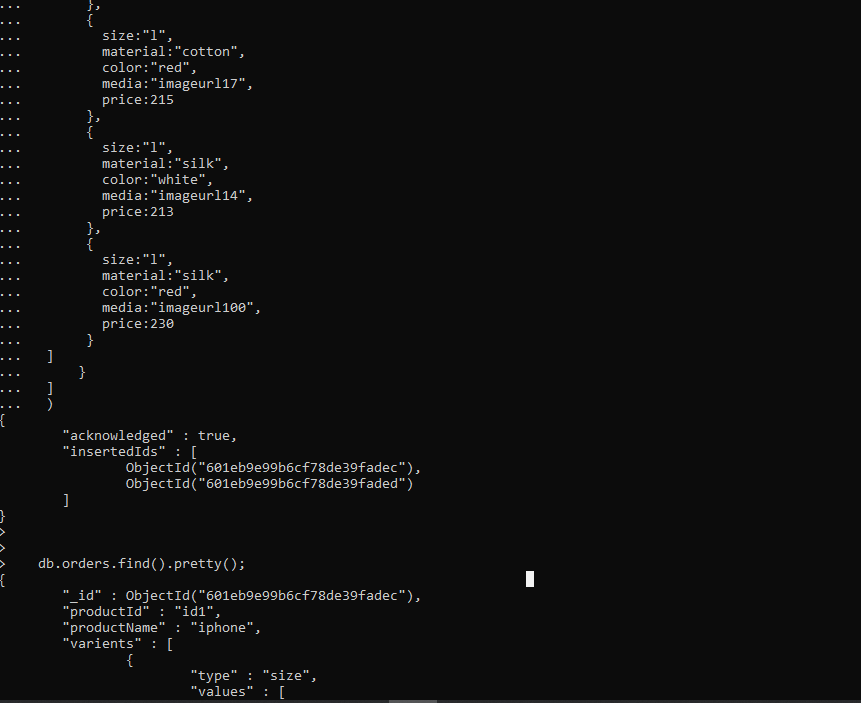 ...        },
...        {
...          size:"l",
...          material:"cotton",
...          color:"red",
...          media:"imageurl17",
...          price:215
...        },
...        {
...          size:"l",
...          material:"silk",
...          color:"white",
...          media:"imageurl14",
...          price:213
...        },
...        {
...          size:"l",
...          material:"silk",
...          color:"red",
...          media:"imageurl100",
...          price:230
...        }
...   ]
...       }
...   ]
...   )
{
        "acknowledged" : true,
        "insertedIds" : [
                ObjectId("601eb9e99b6cf78de39fadec"),
                ObjectId("601eb9e99b6cf78de39faded")
        ]
}
>
>
>    db.orders.find().pretty();
{
        "_id" : ObjectId("601eb9e99b6cf78de39fadec"),
        "productId" : "id1",
        "productName" : "iphone",
        "varients" : [
                {
                        "type" : "size",
                        "values" : [